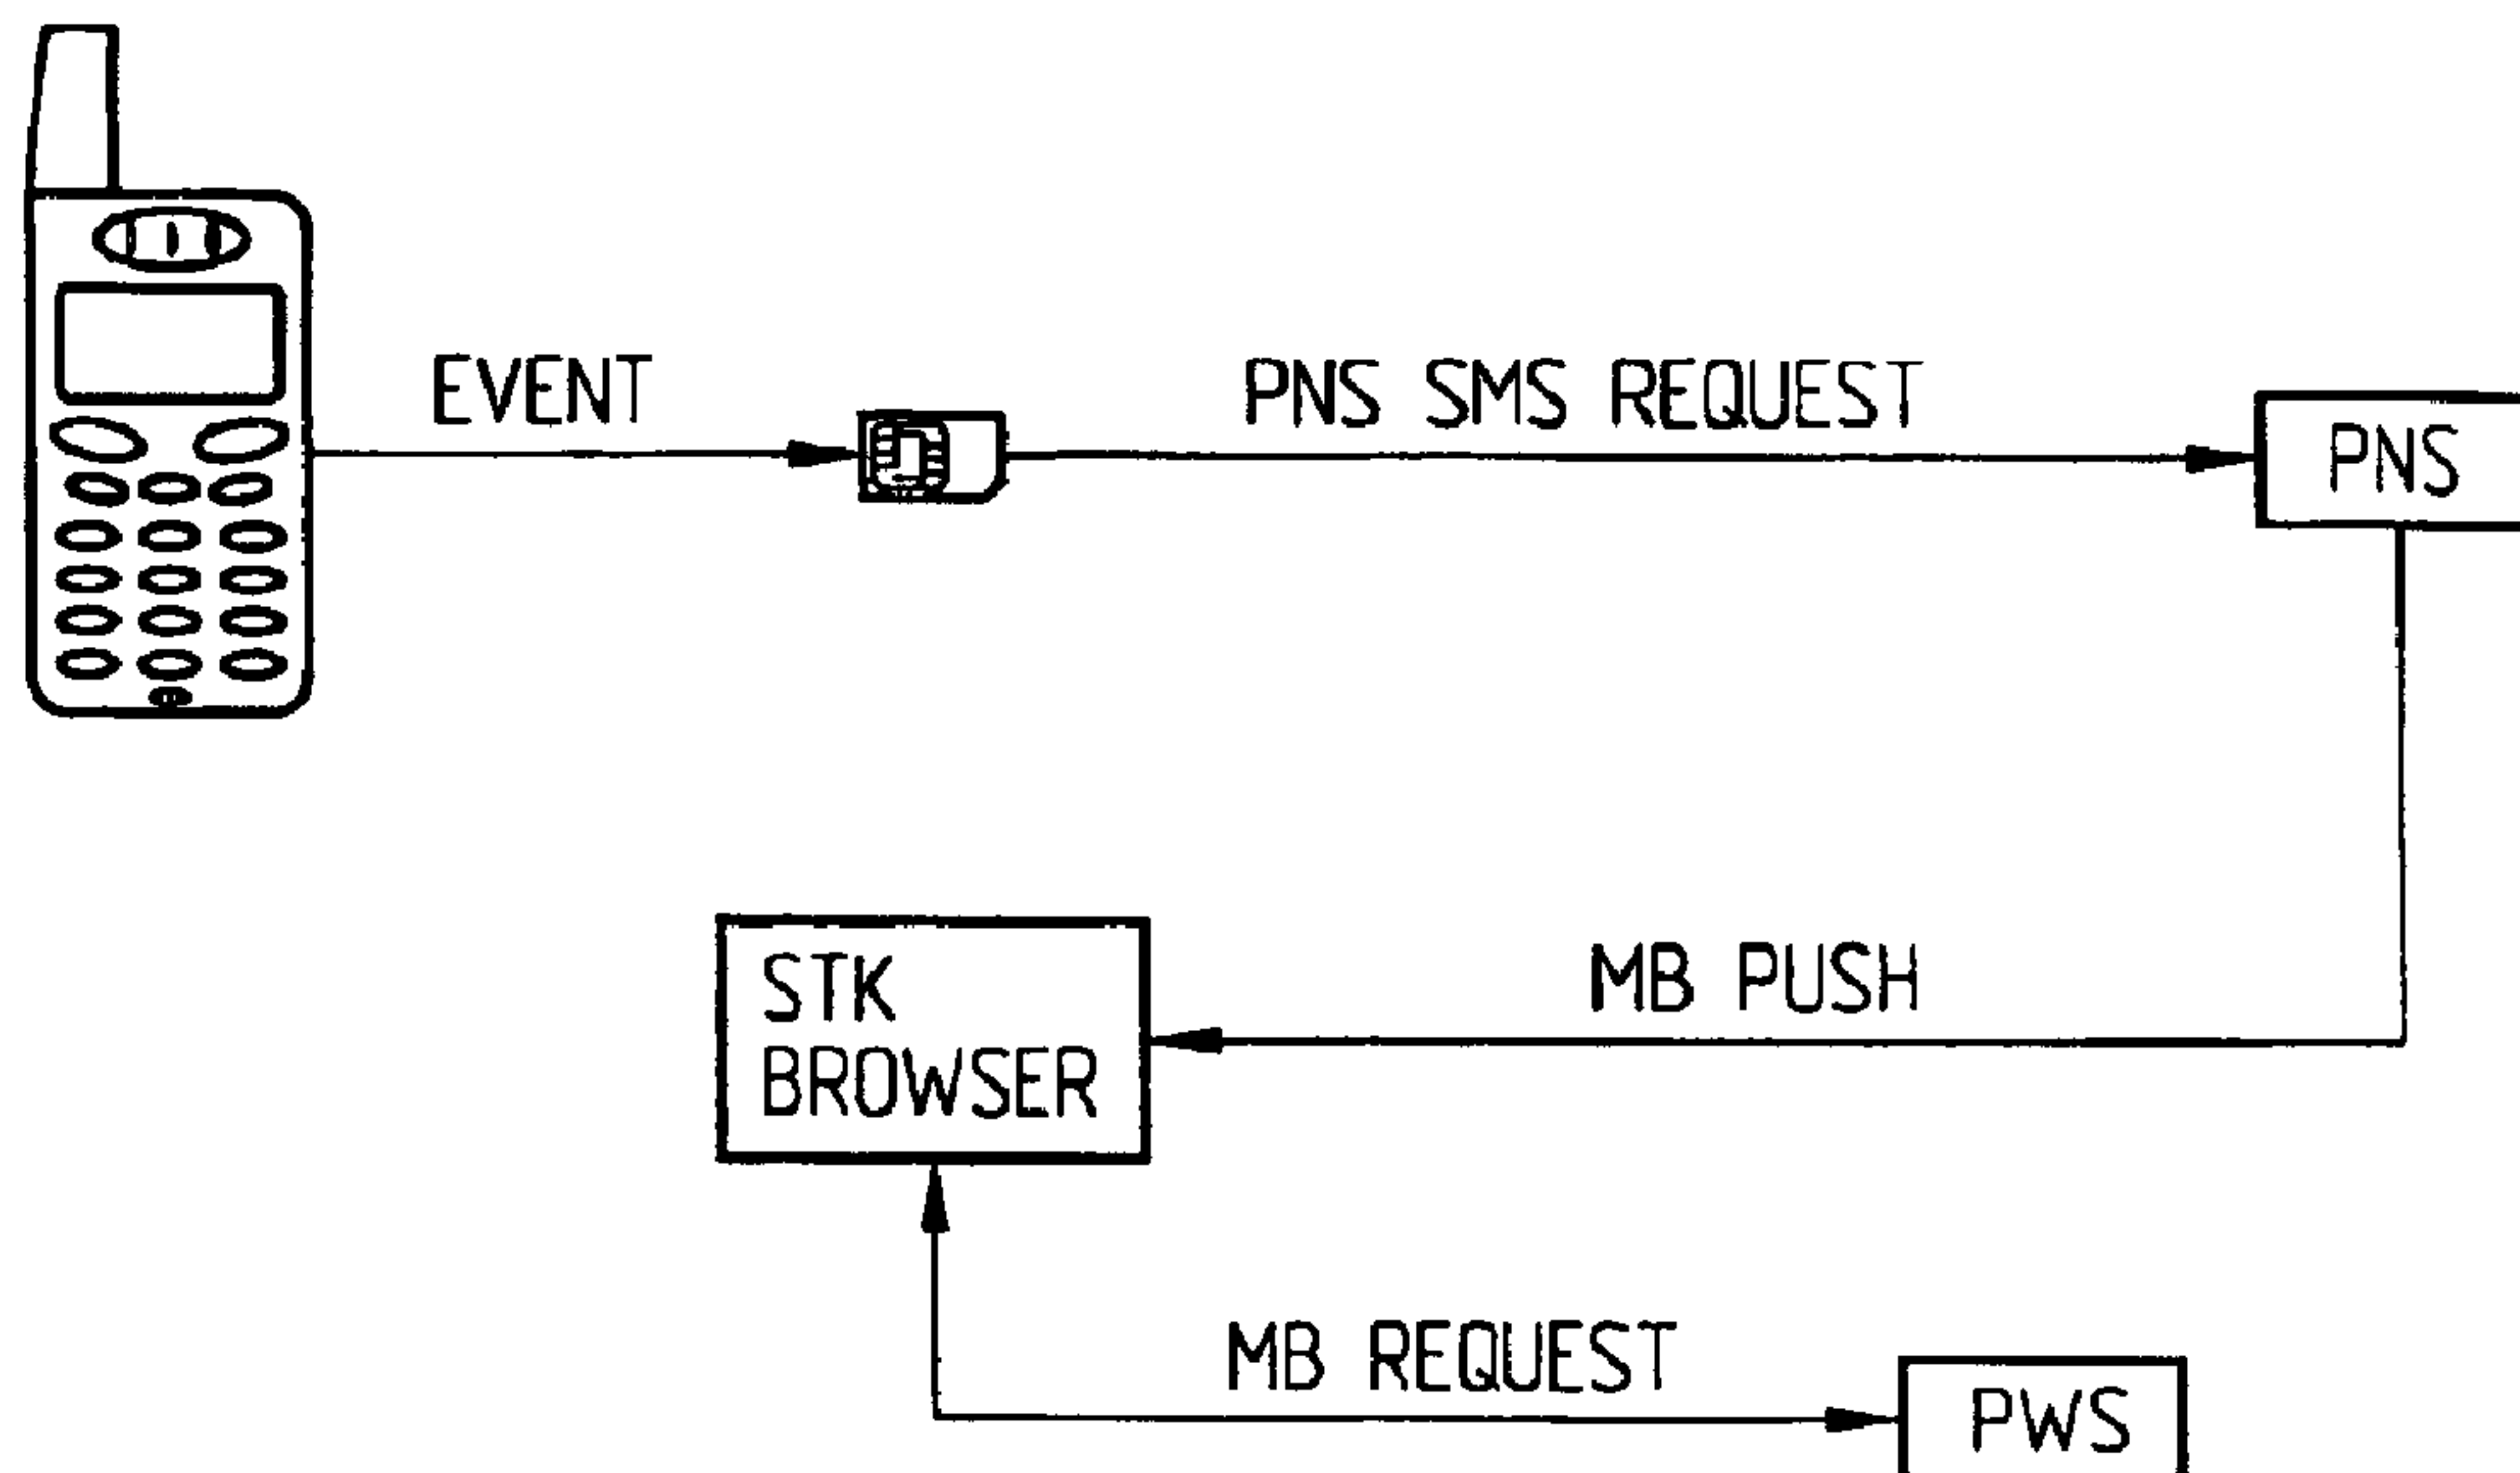 EVENT
PNS SMS REQUEST
PNS
STK
BROWSER
MB PUSH
MB REQUEST
PWS